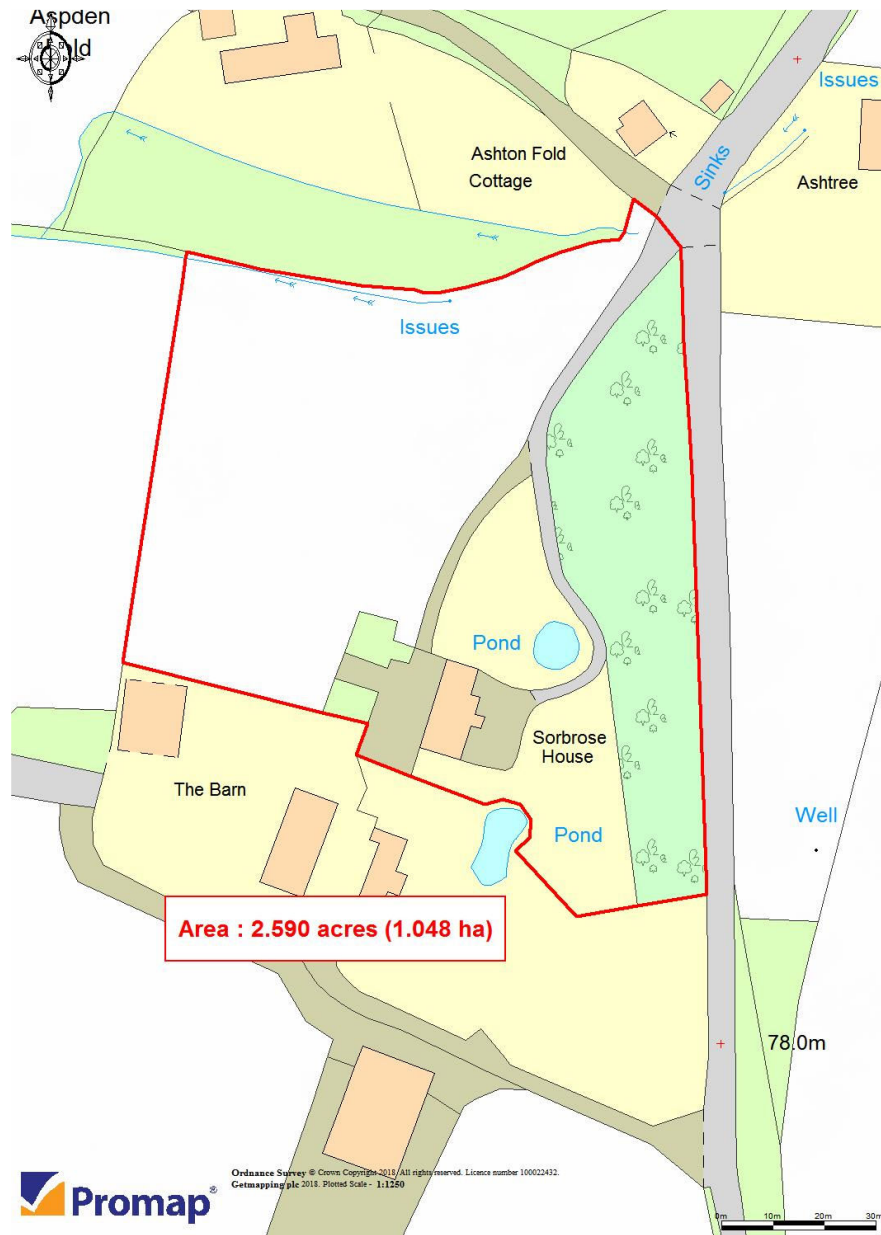 Aspden
Fold
Issues
Sinks
Ashton Fold
Cottage
Ashtree
Issues
Pond
Sorbrose
House
The Barn
Pond
Well
Area : 2.590 acres (1.048 ha)
78.0m
Promap®
Ordnance Survey © Crown Copyright 2018. All rights reserved. Licence number 100022432.
Getmapping plc 2018. Plotted Scale - 1:1250
0m 10m 20m 30m